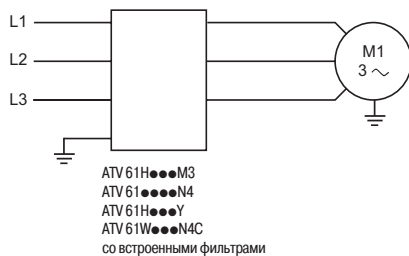 L1
L2
L3
M1
3 ~
ATV 61H●●●M3
ATV 61●●●●N4
ATV 61H●●●Y
ATV 61W●●●N4C
со встроенными фильтрами